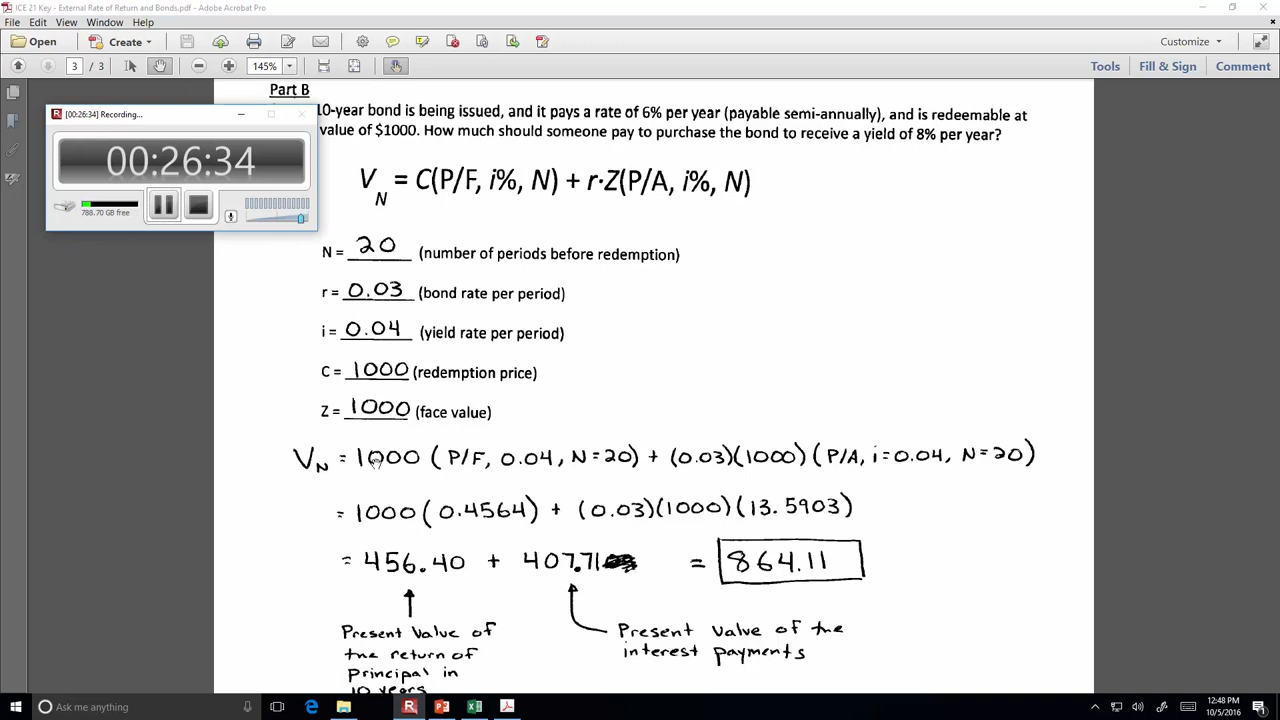 ICE 21 Key - External Rate of Return and Bonds.pdf - Adobe Acrobat Pro
File Edit View Window Help
Open Create Customize
3 / 3 145% Tools Fill & Sign Comment
Part B
10-year bond is being issued, and it pays a rate of 6% per year (payable semi-annually), and is redeemable at
value of $1000. How much should someone pay to purchase the bond to receive a yield of 8% per year?
[00:26:34] Recording...
00:26:34
788.70 GB free
V_N = C(P/F, i%, N) + r·Z(P/A, i%, N)
N = 20 (number of periods before redemption)
r = 0.03 (bond rate per period)
i = 0.04 (yield rate per period)
C = 1000 (redemption price)
Z = 1000 (face value)
V_N = 1000 ( P/F, 0.04, N=20) + (0.03)(1000)(P/A, i=0.04, N=20)
= 1000 (0.4564) + (0.03)(1000)(13.5903)
= 456.40 + 407.71 = 864.11
Present Value of
the return of
Principal in
10 years
Present Value of the
interest payments
Ask me anything
12:48 PM
10/5/2016